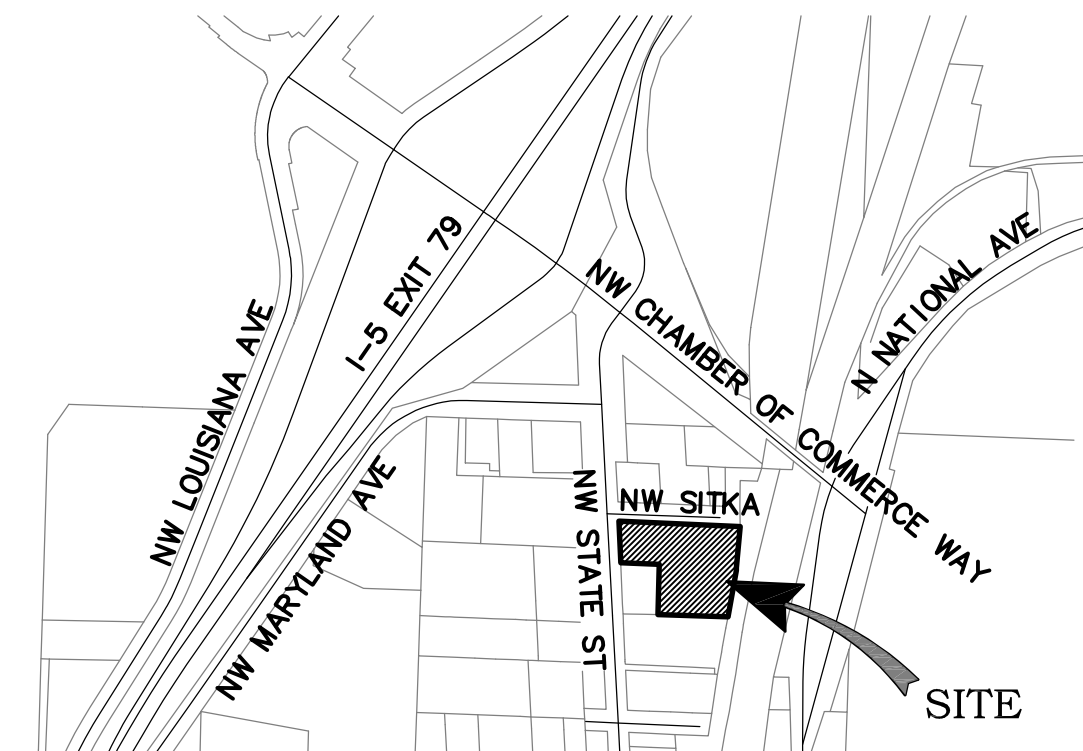 I-5 EXIT 79
NW LOUISIANA AVE
NW MARYLAND AVE
NW CHAMBER OF COMMERCE WAY
N NATIONAL AVE
NW STATE ST
NW SITKA
SITE